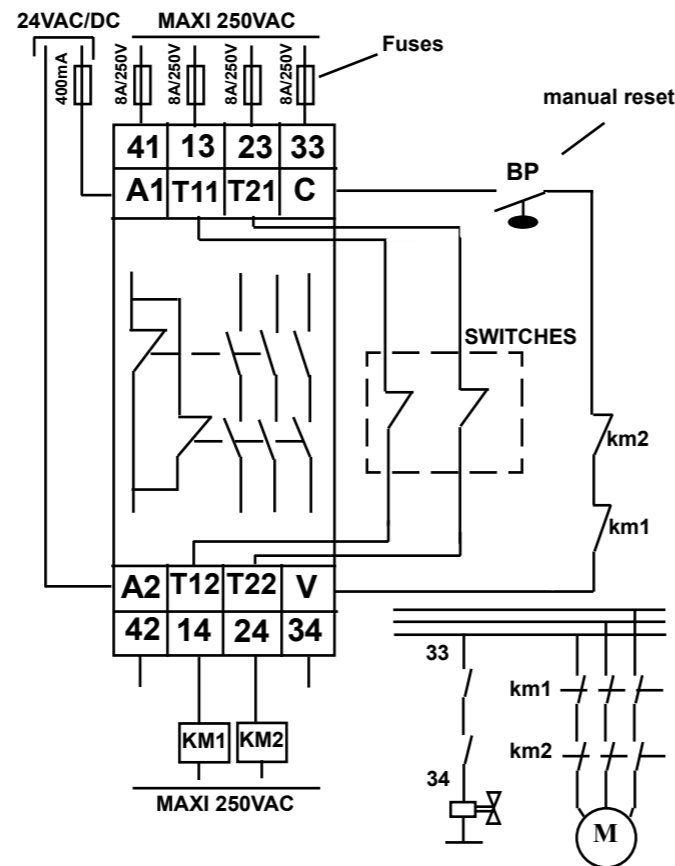 24VAC/DC MAXI 250VAC
Fuses
400mA 8A/250V 8A/250V 8A/250V 8A/250V
manual reset
41 13 23 33
A1 T11 T21 C
BP
SWITCHES
km2
km1
A2 T12 T22 V
42 14 24 34
33
km1
KM1 KM2
km2
34
MAXI 250VAC
M